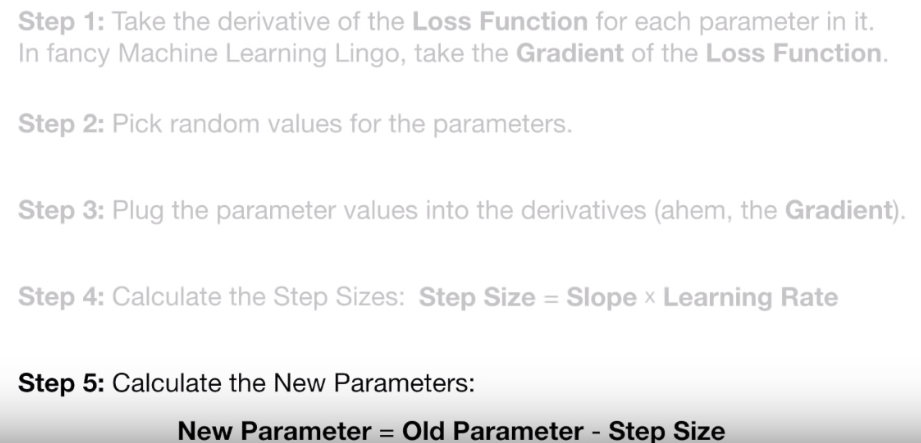 Step 1: Take the derivative of the Loss Function for each parameter in it.
In fancy Machine Learning Lingo, take the Gradient of the Loss Function.
Step 2: Pick random values for the parameters.
Step 3: Plug the parameter values into the derivatives (ahem, the Gradient).
Step 4: Calculate the Step Sizes: Step Size = Slope × Learning Rate
Step 5: Calculate the New Parameters:
New Parameter = Old Parameter - Step Size